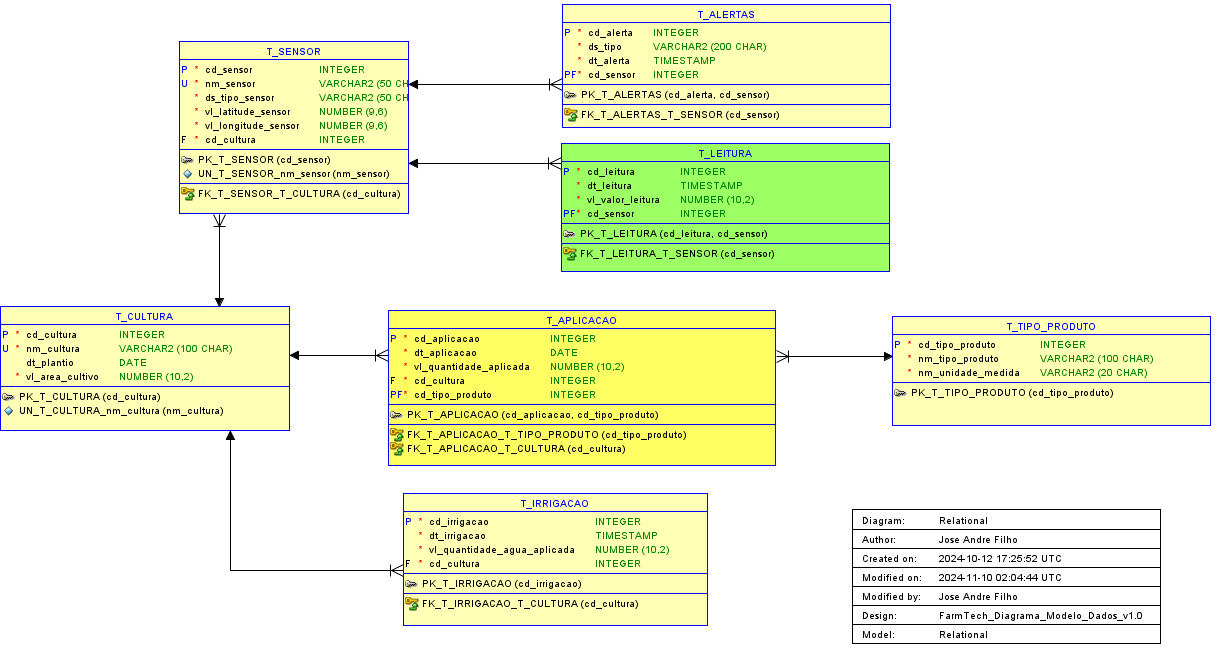 T_ALERTAS
P * cd_alerta INTEGER
* ds_tipo VARCHAR2 (200 CHAR)
* dt_alerta TIMESTAMP
PF* cd_sensor INTEGER
PK_T_ALERTAS (cd_alerta, cd_sensor)
FK_T_ALERTAS_T_SENSOR (cd_sensor)
T_SENSOR
P * cd_sensor INTEGER
U * nm_sensor VARCHAR2 (50 CH
* ds_tipo_sensor VARCHAR2 (50 CH
* vl_latitude_sensor NUMBER (9,6)
* vl_longitude_sensor NUMBER (9,6)
F * cd_cultura INTEGER
PK_T_SENSOR (cd_sensor)
UN_T_SENSOR_nm_sensor (nm_sensor)
FK_T_SENSOR_T_CULTURA (cd_cultura)
T_LEITURA
P * cd_leitura INTEGER
* dt_leitura TIMESTAMP
* vl_valor_leitura NUMBER (10,2)
PF* cd_sensor INTEGER
PK_T_LEITURA (cd_leitura, cd_sensor)
FK_T_LEITURA_T_SENSOR (cd_sensor)
T_CULTURA
P * cd_cultura INTEGER
U * nm_cultura VARCHAR2 (100 CHAR)
dt_plantio DATE
* vl_area_cultivo NUMBER (10,2)
PK_T_CULTURA (cd_cultura)
UN_T_CULTURA_nm_cultura (nm_cultura)
T_APLICACAO
P * cd_aplicacao INTEGER
* dt_aplicacao DATE
* vl_quantidade_aplicada NUMBER (10,2)
F * cd_cultura INTEGER
PF* cd_tipo_produto INTEGER
PK_T_APLICACAO (cd_aplicacao, cd_tipo_produto)
FK_T_APLICACAO_T_TIPO_PRODUTO (cd_tipo_produto)
FK_T_APLICACAO_T_CULTURA (cd_cultura)
T_TIPO_PRODUTO
P * cd_tipo_produto INTEGER
* nm_tipo_produto VARCHAR2 (100 CHAR)
* nm_unidade_medida VARCHAR2 (20 CHAR)
PK_T_TIPO_PRODUTO (cd_tipo_produto)
T_IRRIGACAO
P * cd_irrigacao INTEGER
* dt_irrigacao TIMESTAMP
* vl_quantidade_agua_aplicada NUMBER (10,2)
F * cd_cultura INTEGER
PK_T_IRRIGACAO (cd_irrigacao)
FK_T_IRRIGACAO_T_CULTURA (cd_cultura)
Diagram: Relational
Author: Jose Andre Filho
Created on: 2024-10-12 17:25:52 UTC
Modified on: 2024-11-10 02:04:44 UTC
Modified by: Jose Andre Filho
Design: FarmTech_Diagrama_Modelo_Dados_v1.0
Model: Relational